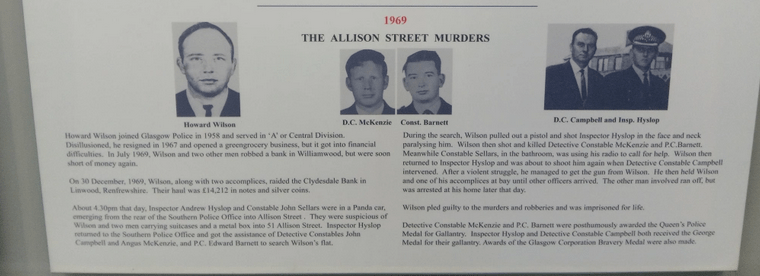 1969
THE ALLISON STREET MURDERS
Howard Wilson
D.C. McKenzie Const. Barnett
D.C. Campbell and Insp. Hyslop
Howard Wilson joined Glasgow Police in 1958 and served in 'A' or Central Division.
Disillusioned, he resigned in 1967 and opened a greengrocery business, but it got into financial
difficulties. In July 1969, Wilson and two other men robbed a bank in Williamwood, but were soon
short of money again.
On 30 December, 1969, Wilson, along with two accomplices, raided the Clydesdale Bank in
Linwood, Renfrewshire. Their haul was £14,212 in notes and silver coins.
About 4.30pm that day, Inspector Andrew Hyslop and Constable John Sellars were in a Panda car,
emerging from the rear of the Southern Police Office into Allison Street. They were suspicious of
Wilson and two men carrying suitcases and a metal box into 51 Allison Street. Inspector Hyslop
returned to the Southern Police Office and got the assistance of Detective Constables John
Campbell and Angus McKenzie, and P.C. Edward Barnett to search Wilson's flat.
During the search, Wilson pulled out a pistol and shot Inspector Hyslop in the face and neck
paralysing him. Wilson then shot and killed Detective Constable McKenzie and P.C.Barnett.
Meanwhile Constable Sellars, in the bathroom, was using his radio to call for help. Wilson then
returned to Inspector Hyslop and was about to shoot him again when Detective Constable Campbell
intervened. After a violent struggle, he managed to get the gun from Wilson. He then held Wilson
and one of his accomplices at bay until other officers arrived. The other man involved ran off, but
was arrested at his home later that day.
Wilson pled guilty to the murders and robberies and was imprisoned for life.
Detective Constable McKenzie and P.C. Barnett were posthumously awarded the Queen's Police
Medal for Gallantry. Inspector Hyslop and Detective Constable Campbell both received the George
Medal for their gallantry. Awards of the Glasgow Corporation Bravery Medal were also made.